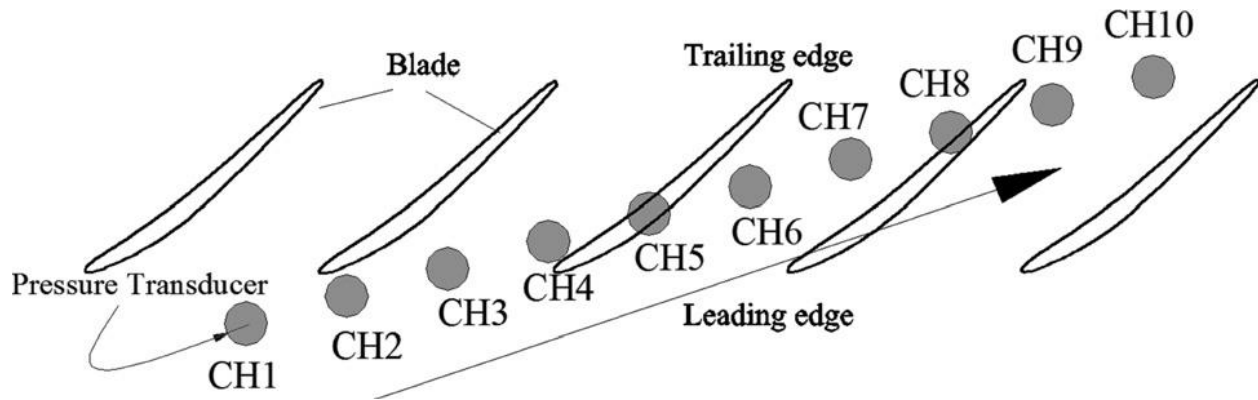 CH10
CH9
Trailing edge
Blade
CH8
CH7
CH6
CH5
Pressure Transducer
CH4
CH3
Leading edge
CH2
CH1